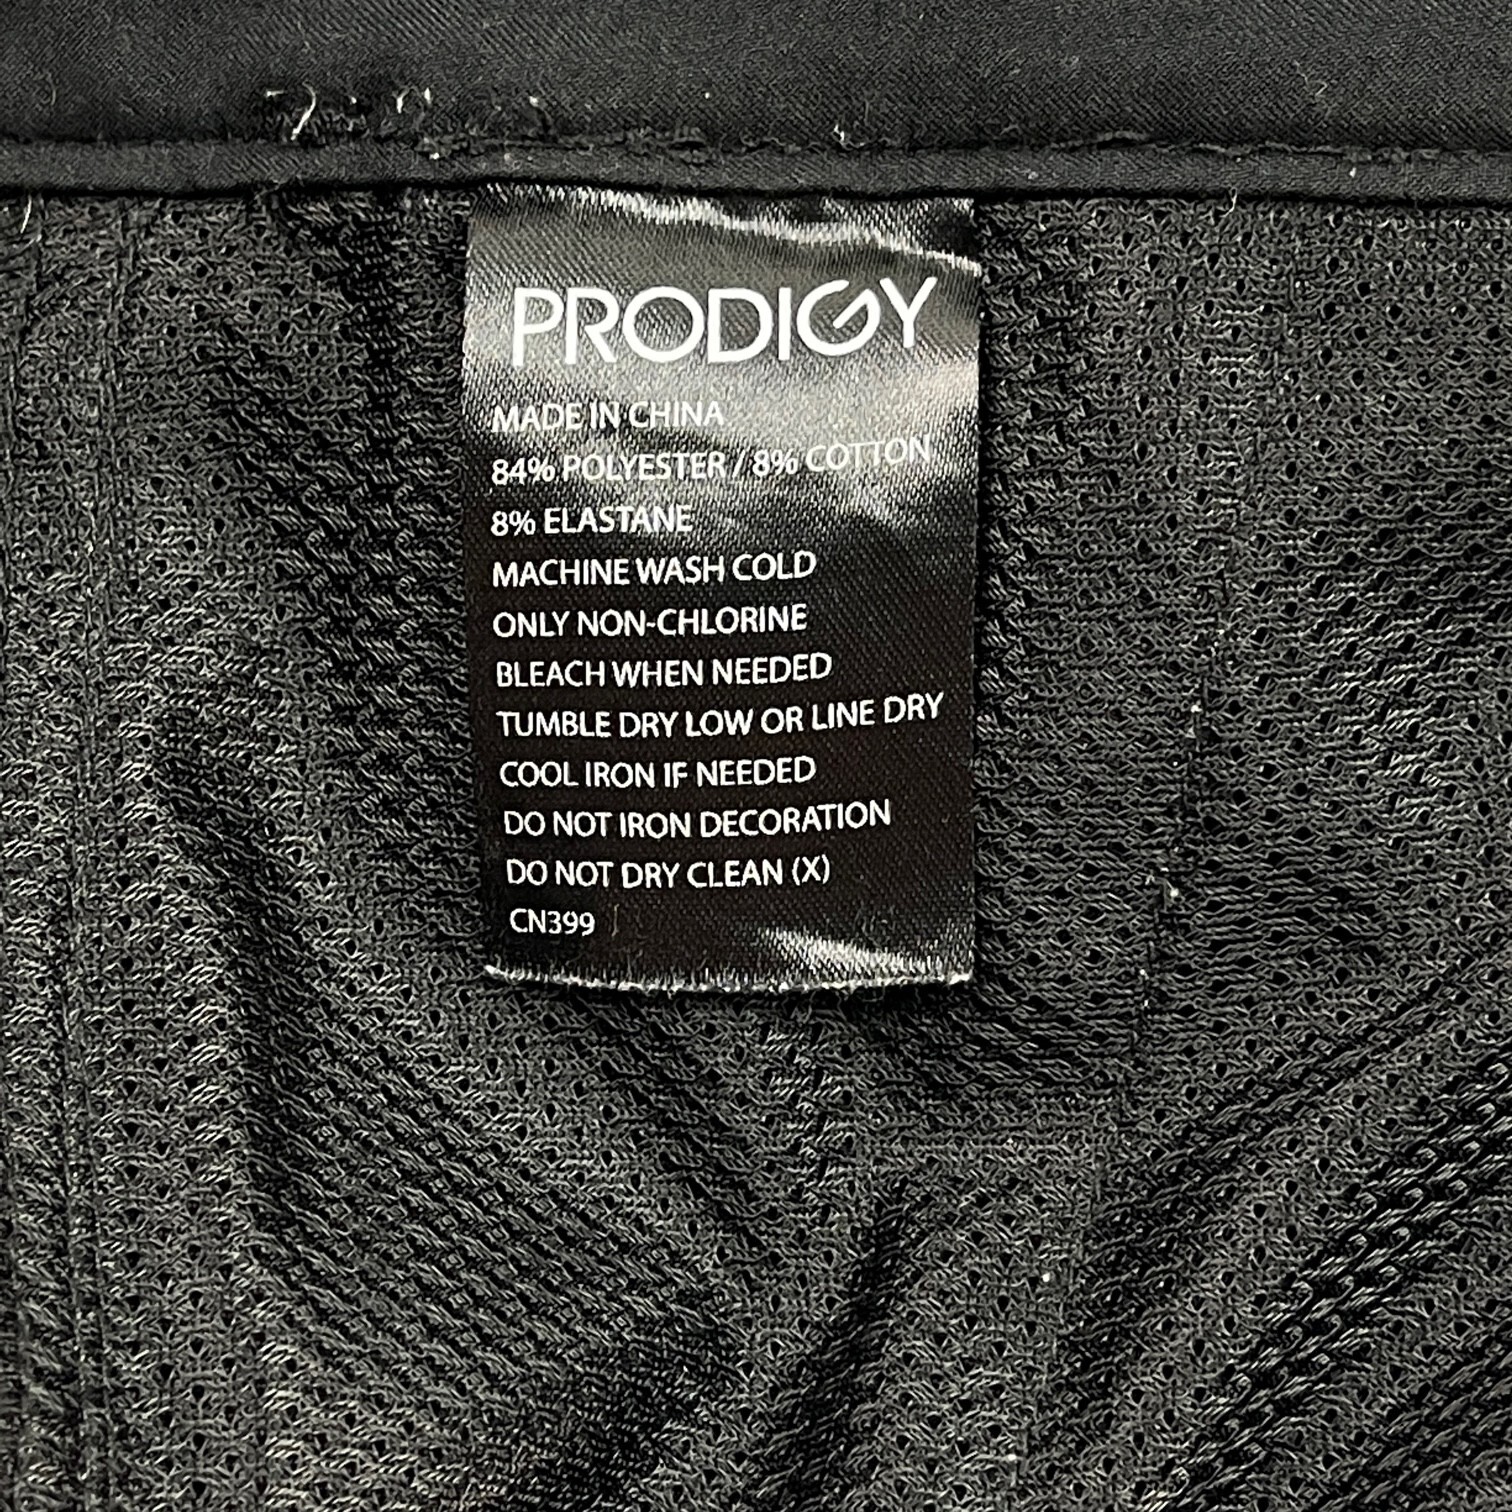 PRODIGY
MADE IN CHINA
84% POLYESTER / 8% COTTON
8% ELASTANE
MACHINE WASH COLD
ONLY NON-CHLORINE
BLEACH WHEN NEEDED
TUMBLE DRY LOW OR LINE DRY
COOL IRON IF NEEDED
DO NOT IRON DECORATION
DO NOT DRY CLEAN (X)
CN399